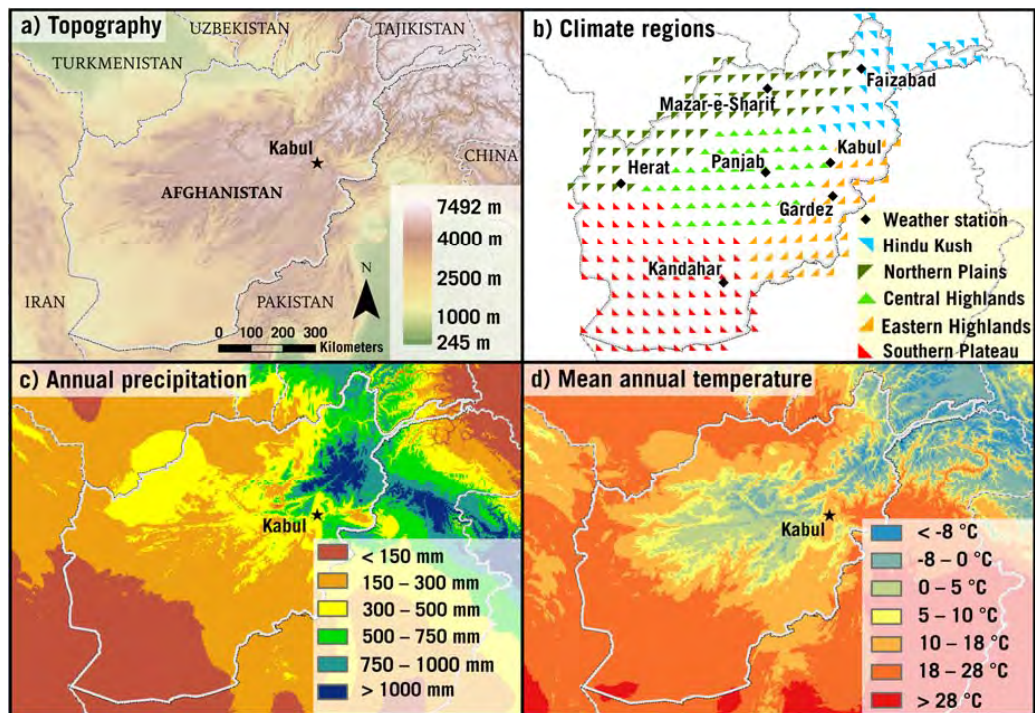 a) Topography
UZBEKISTAN
TAJIKISTAN
TURKMENISTAN
Kabul
CHINA
AFGHANISTAN
7492 m
4000 m
2500 m
1000 m
245 m
N
IRAN
PAKISTAN
0 100 200 300
Kilometers
b) Climate regions
Faizabad
Mazar-e-Sharif
Herat
Panjab
Kabul
Gardez
Kandahar
Weather station
Hindu Kush
Northern Plains
Central Highlands
Eastern Highlands
Southern Plateau
c) Annual precipitation
Kabul
< 150 mm
150 – 300 mm
300 – 500 mm
500 – 750 mm
750 – 1000 mm
> 1000 mm
d) Mean annual temperature
Kabul
< -8 °C
-8 – 0 °C
0 – 5 °C
5 – 10 °C
10 – 18 °C
18 – 28 °C
> 28 °C